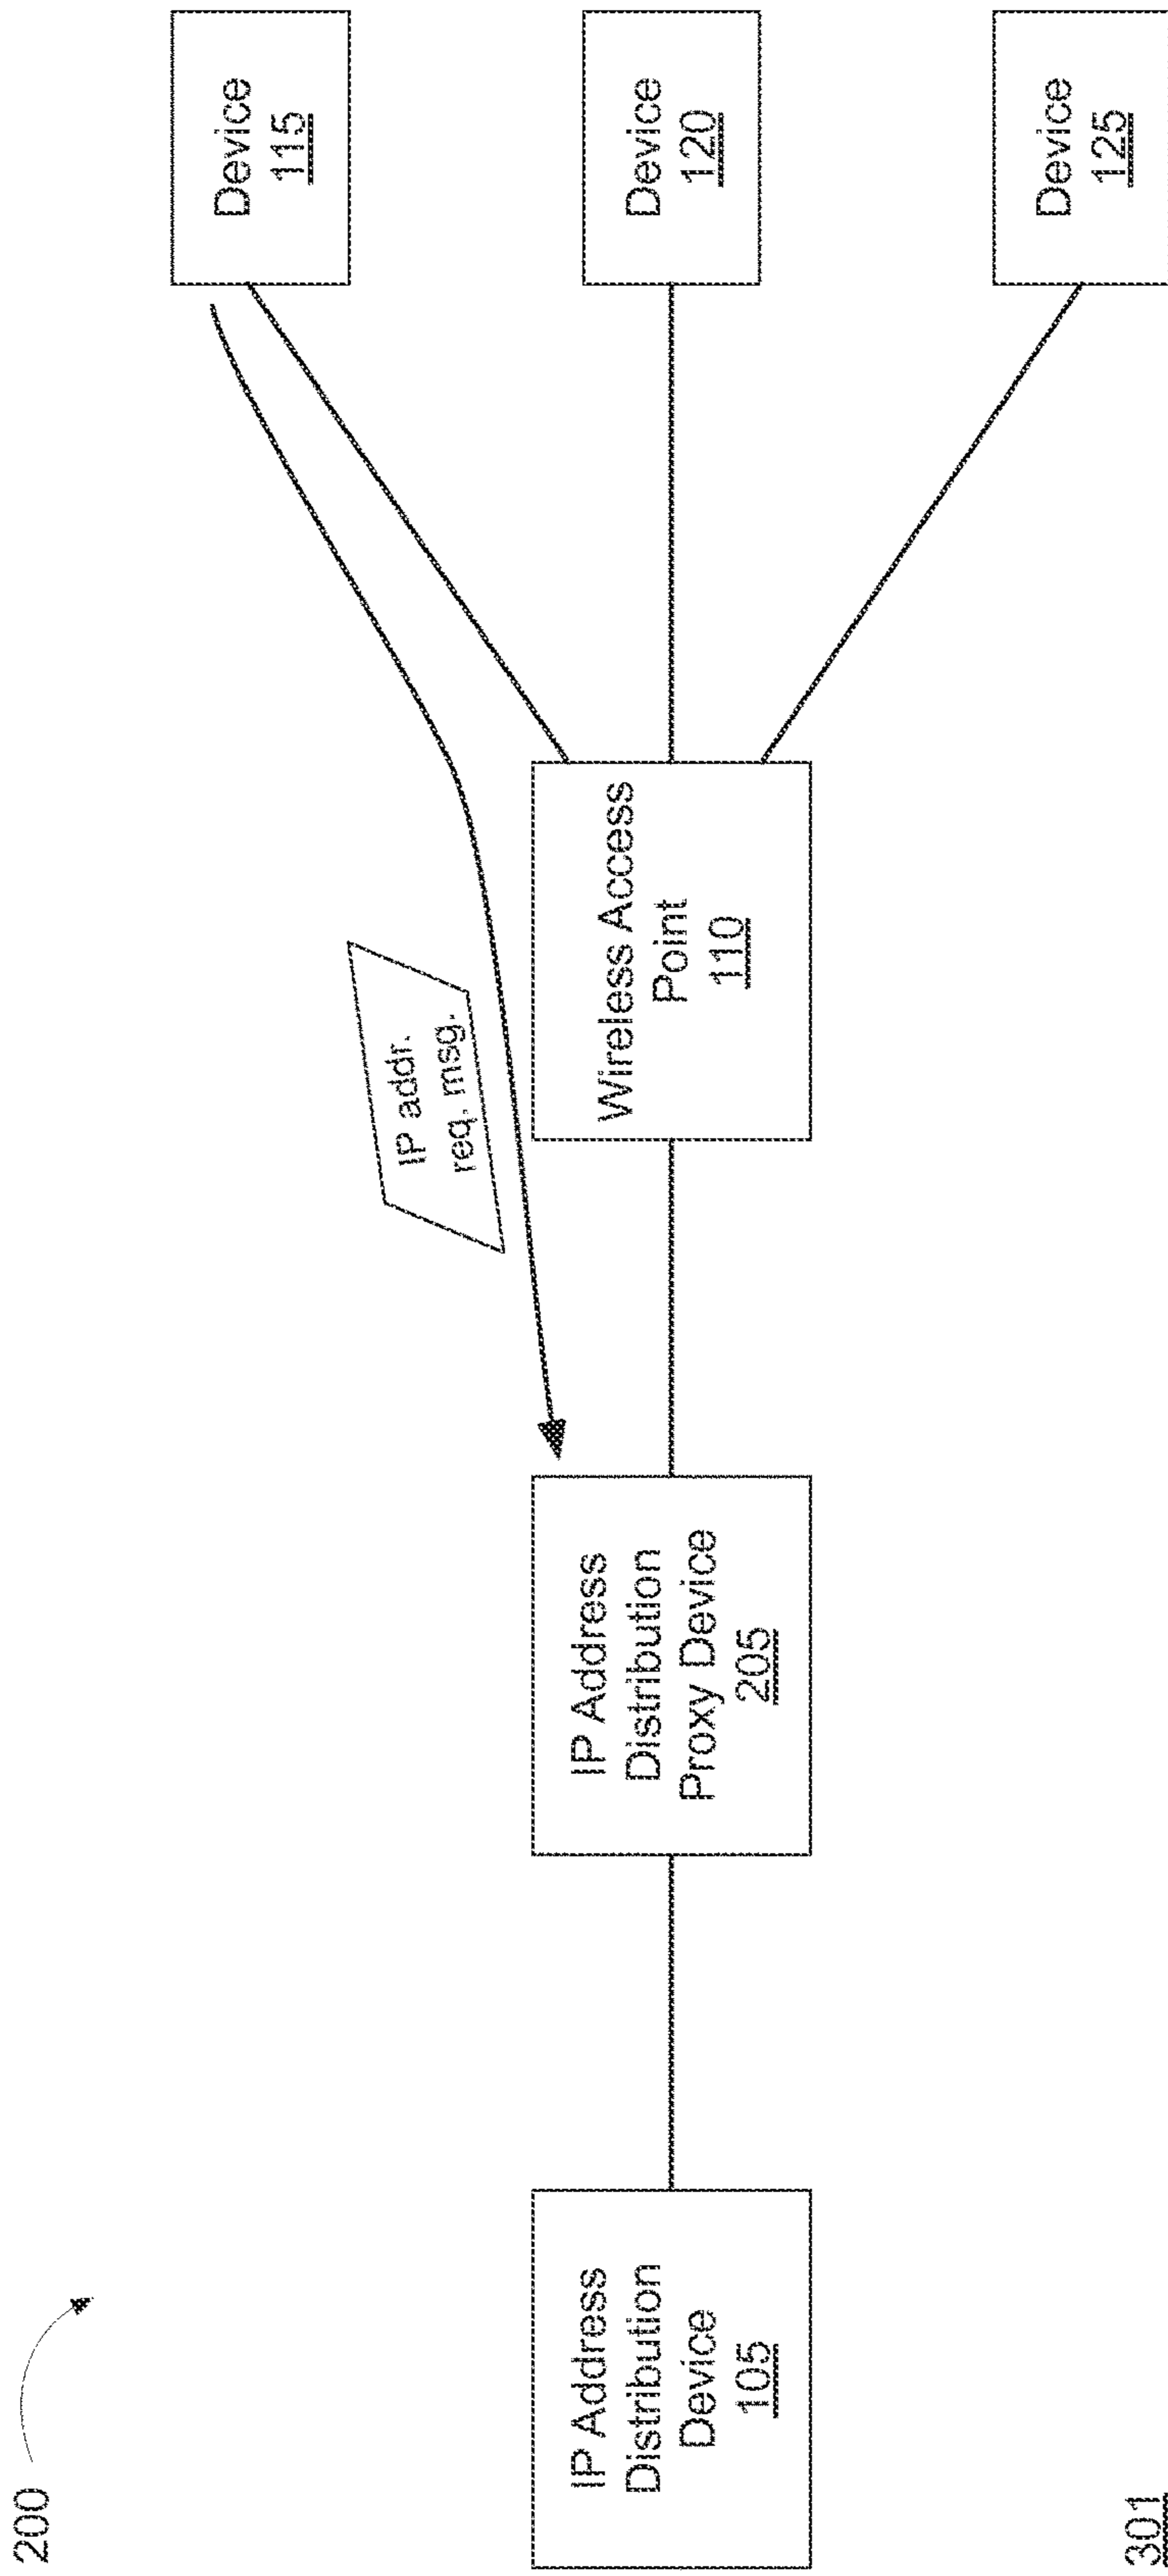 200
IP Address
Distribution
Device
105
IP Address
Distribution
Proxy Device
205
IP addr.
req. msg.
Wireless Access
Point
110
Device
115
Device
120
Device
125
301